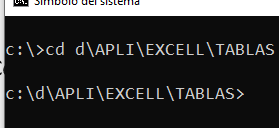 Símbolo del sistema
c:\>cd d\APLI\EXCELL\TABLAS
c:\d\APLI\EXCELL\TABLAS>